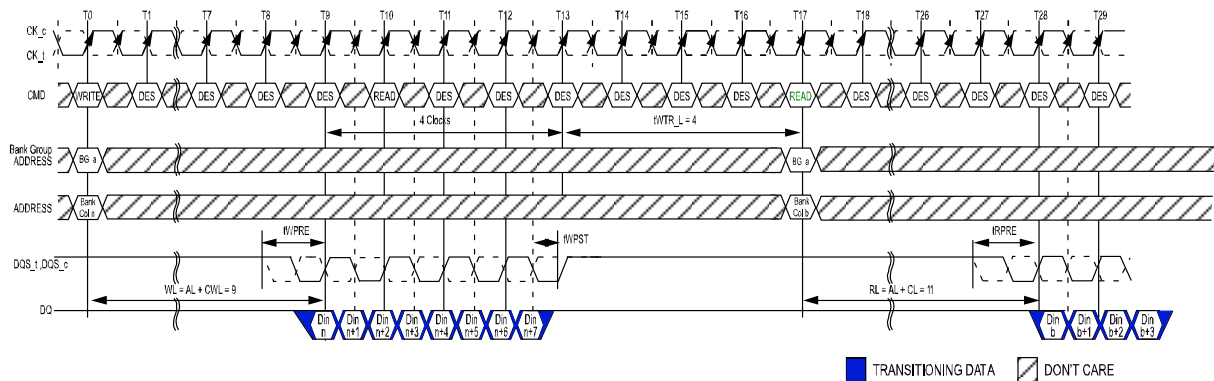 T0 T1 T7 T8 T9 T10 T11 T12 T13 T14 T15 T16 T17 T18 T26 T27 T28 T29
CK_c
CK_t
CMD WRITE DES DES DES DES READ DES DES DES DES DES DES READ DES DES DES DES DES
4 Clocks tWTR_L = 4
Bank Group
ADDRESS BG a BG a
ADDRESS Bank Col n Bank Col b
tWPRE tWPST tRPRE
DQS_t ,DQS_c
WL = AL + CWL = 9 RL = AL + CL = 11
DQ Din n Din n+1 Din n+2 Din n+3 Din n+4 Din n+5 Din n+6 Din n+7 Din b Din b+1 Din b+2 Din b+3
TRANSITIONING DATA DON'T CARE